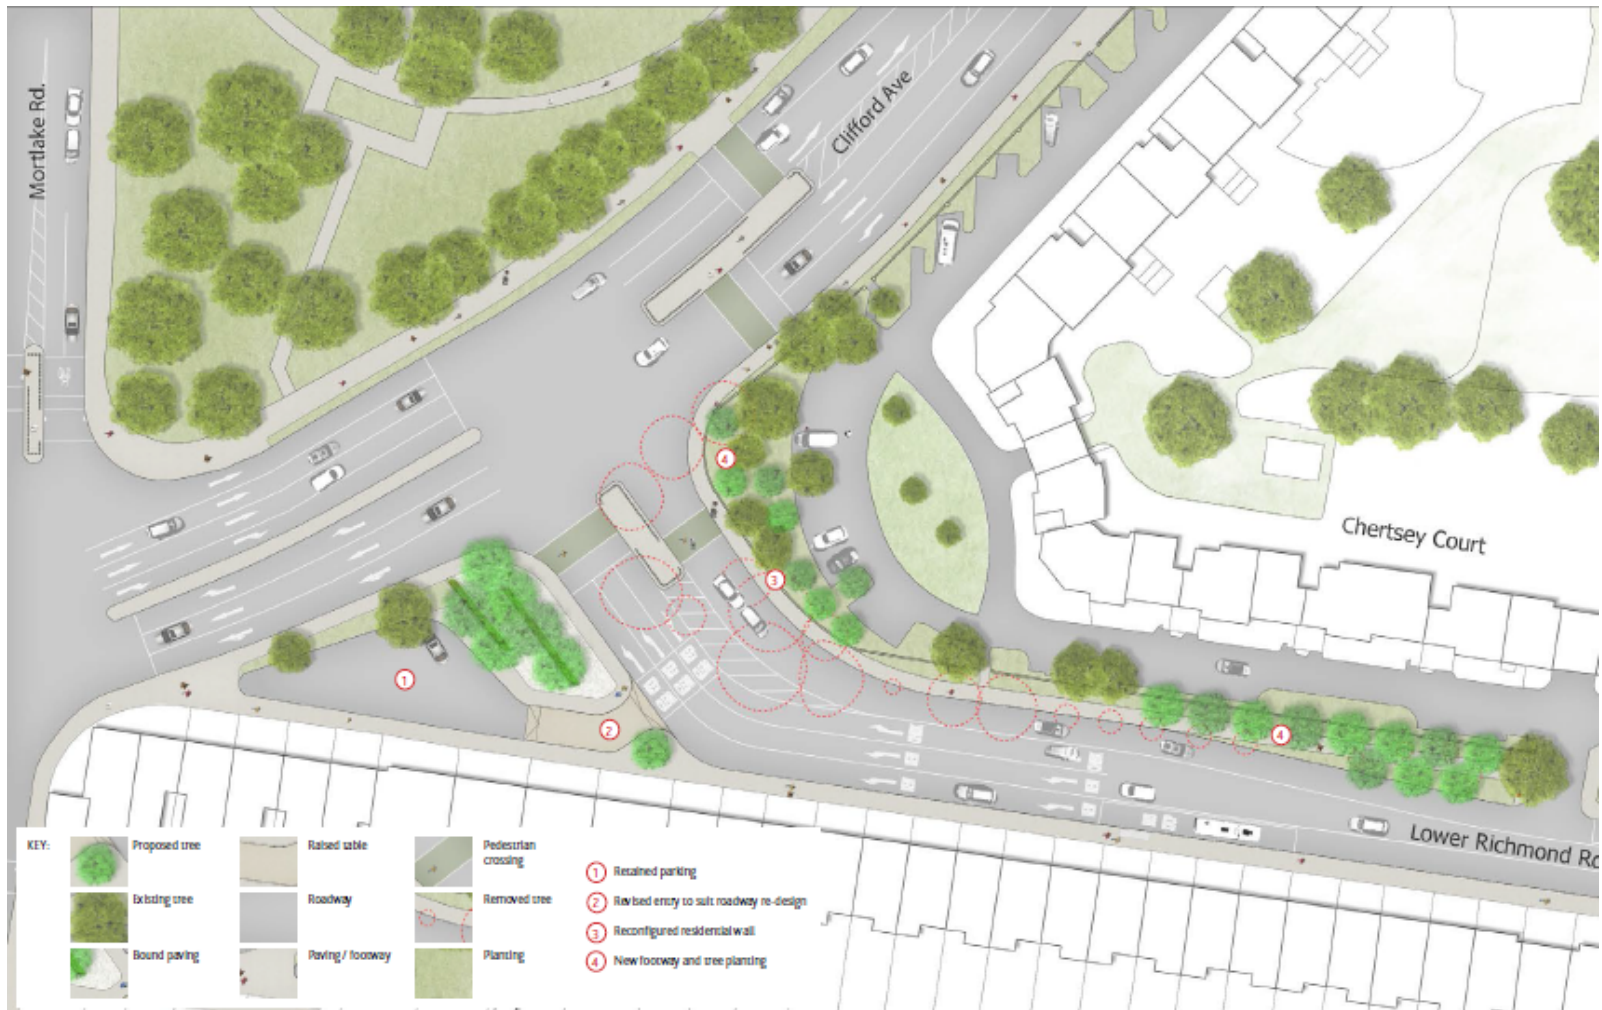 Mortlake Rd.
Clifford Ave
Chertsey Court
Lower Richmond Ro
KEY:
Proposed tree
Existing tree
Bound paving
Raised table
Roadway
Paving / footway
Pedestrian
crossing
Removed tree
Planting
1 Retained parking
2 Revised entry to suit roadway re-design
3 Reconfigured residential wall
4 New footway and tree planting
1
2
3
4
4